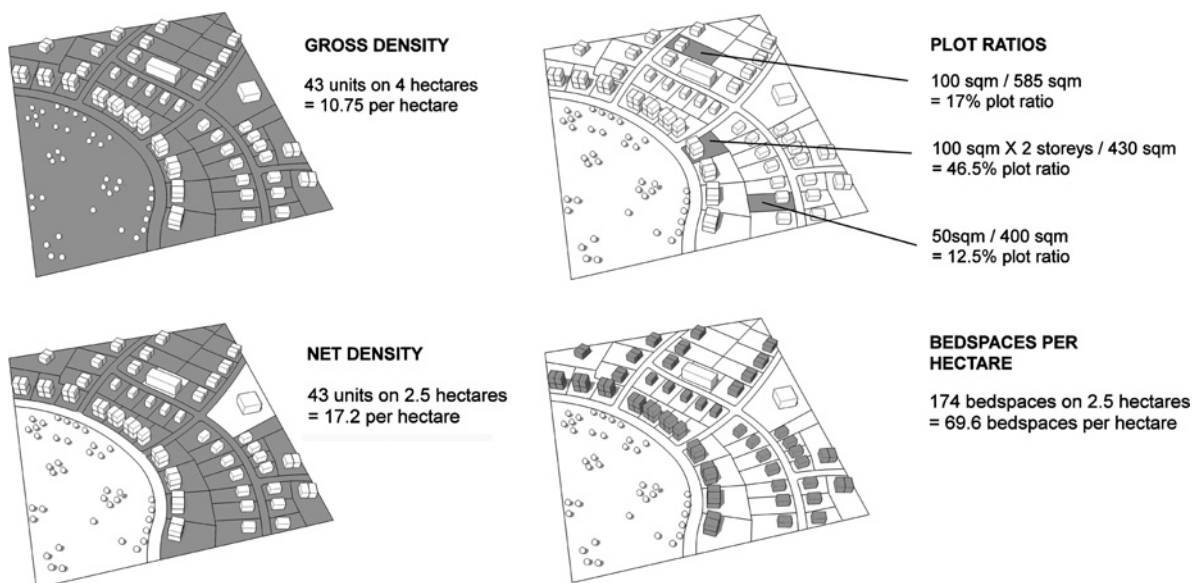 GROSS DENSITY
43 units on 4 hectares
= 10.75 per hectare
PLOT RATIOS
100 sqm / 585 sqm
= 17% plot ratio
100 sqm X 2 storeys / 430 sqm
= 46.5% plot ratio
50sqm / 400 sqm
= 12.5% plot ratio
NET DENSITY
43 units on 2.5 hectares
= 17.2 per hectare
BEDSPACES PER
HECTARE
174 bedspaces on 2.5 hectares
= 69.6 bedspaces per hectare